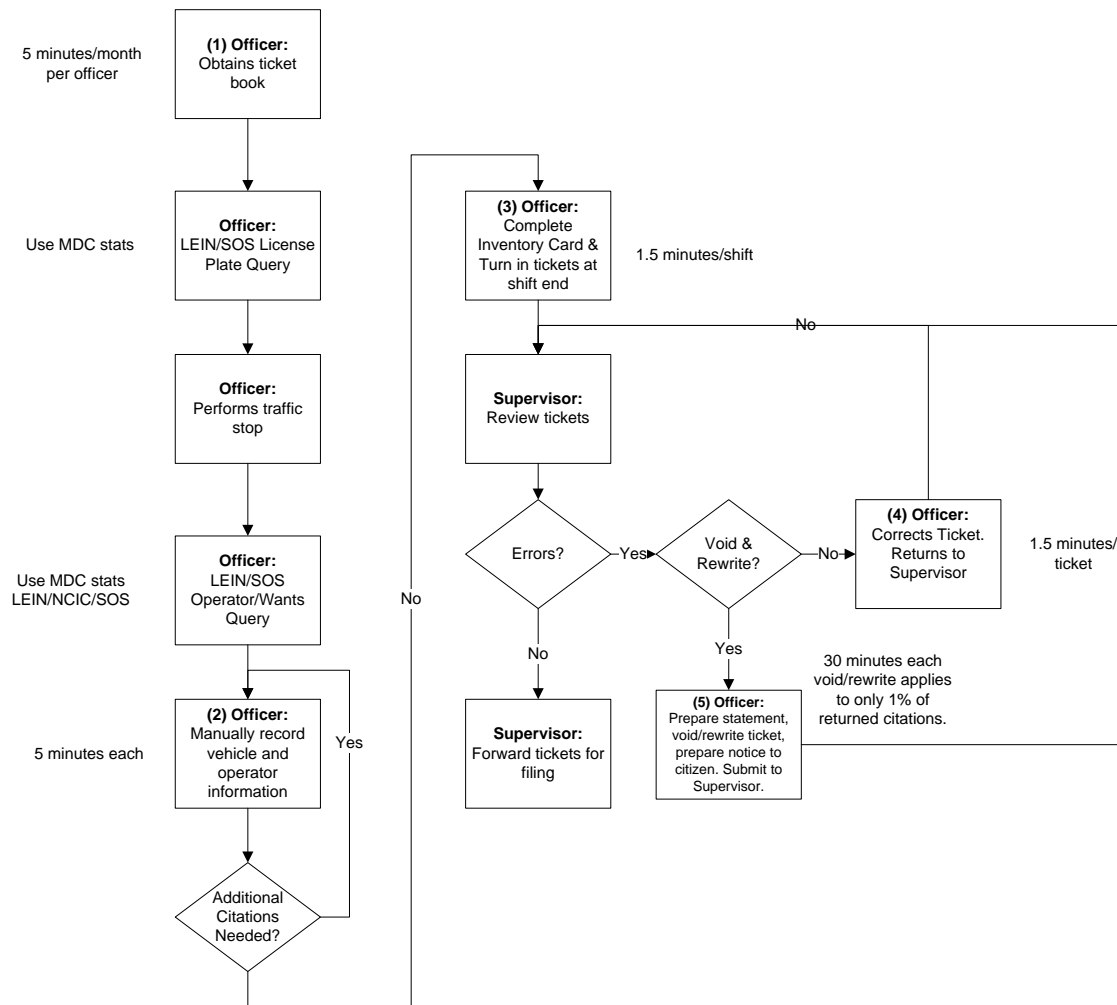 5 minutes/month
per officer
(1) Officer:
Obtains ticket
book
Use MDC stats
Officer:
LEIN/SOS License
Plate Query
Officer:
Performs traffic
stop
Use MDC stats
LEIN/NCIC/SOS
Officer:
LEIN/SOS
Operator/Wants
Query
5 minutes each
(2) Officer:
Manually record
vehicle and
operator
information
Yes
Additional
Citations
Needed?
No
(3) Officer:
Complete
Inventory Card &
Turn in tickets at
shift end
1.5 minutes/shift
No
Supervisor:
Review tickets
Errors?
Yes
Void &
Rewrite?
No
(4) Officer:
Corrects Ticket.
Returns to
Supervisor
1.5 minutes/
ticket
No
Yes
Supervisor:
Forward tickets for
filing
(5) Officer:
Prepare statement,
void/rewrite ticket,
prepare notice to
citizen. Submit to
Supervisor.
30 minutes each
void/rewrite applies
to only 1% of
returned citations.